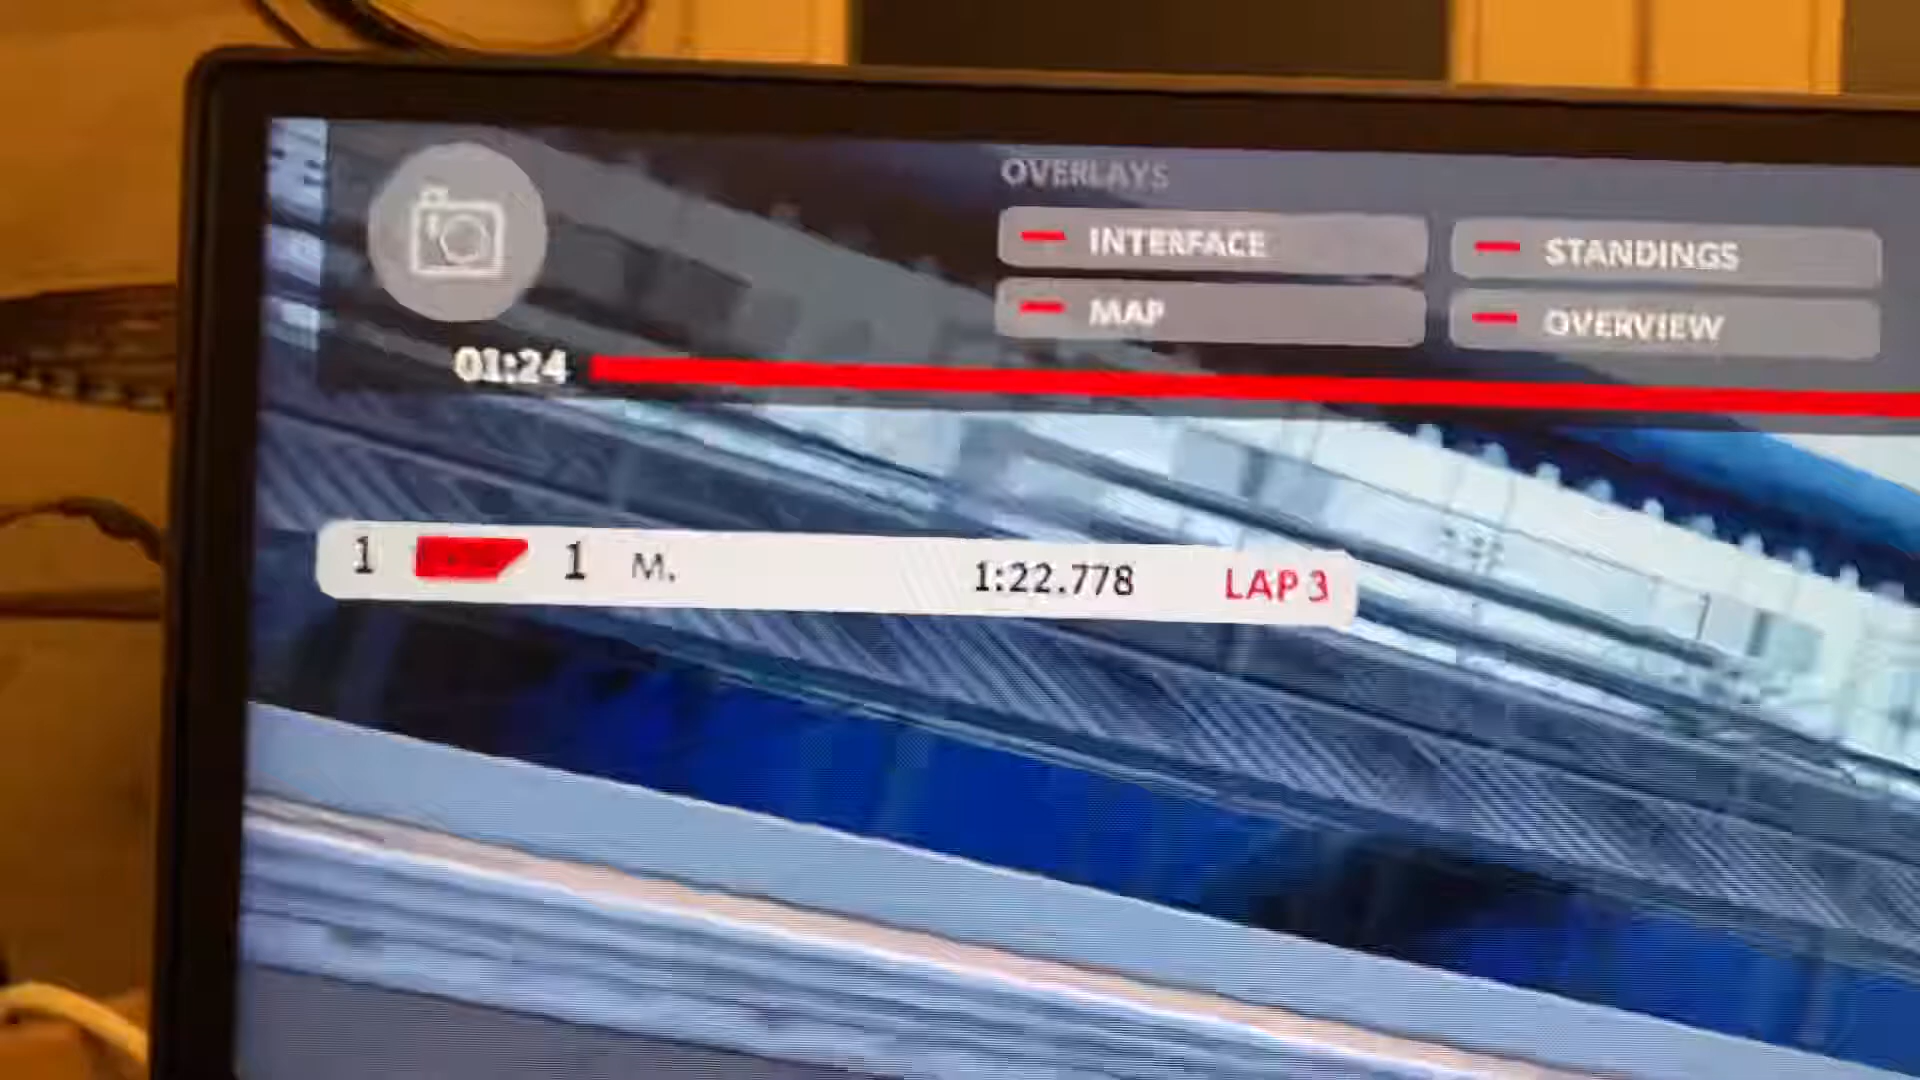 OVERLAYS
INTERFACE
STANDINGS
MAP
OVERVIEW
01:24
1 1 M. 1:22.778 LAP 3